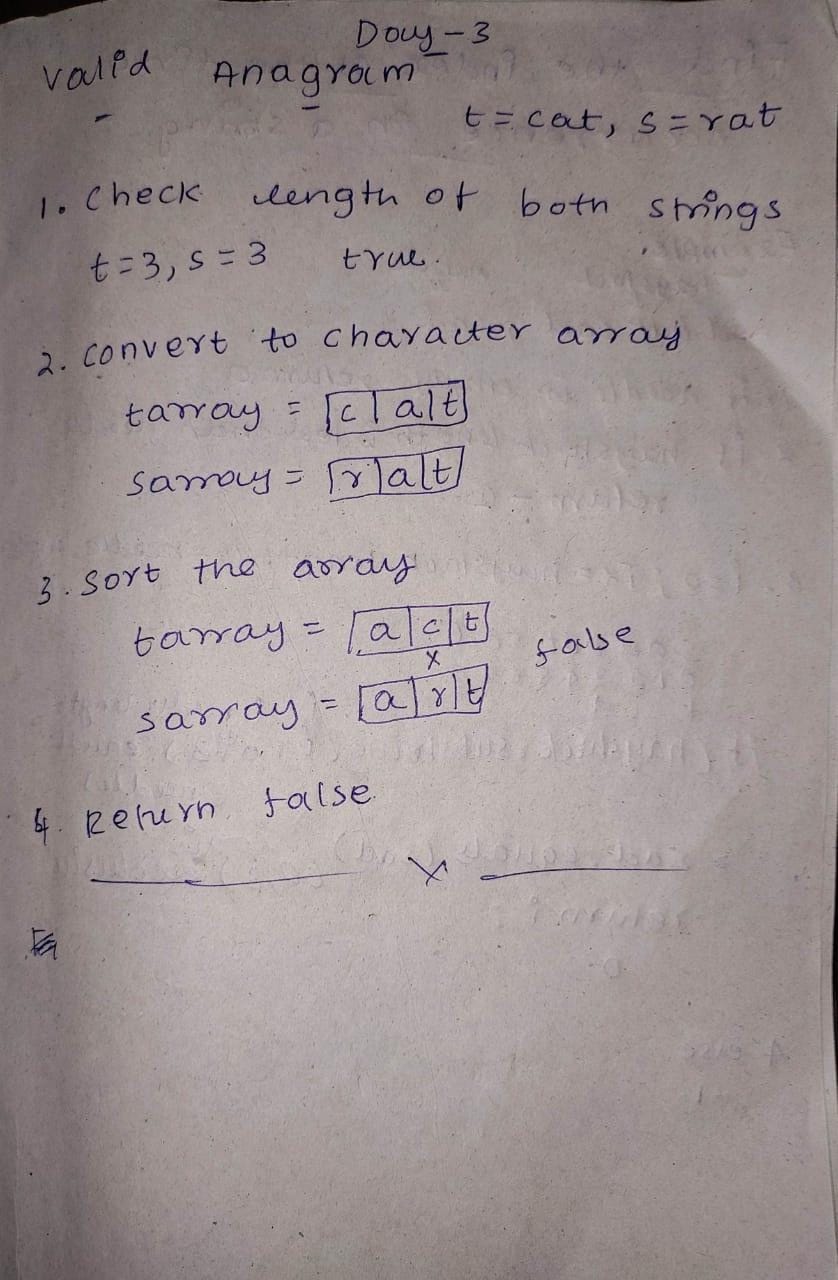 Day-3
Valid Anagram
t = cat, s = rat
1. Check length of both strings
t=3, s=3 true.
2. convert to character array
tarray = [c|a|t]
sarray = [r|a|t]
3. Sort the array
tarray = [a|c|t]
x false
sarray = [a|r|t]
4. Return false.
x